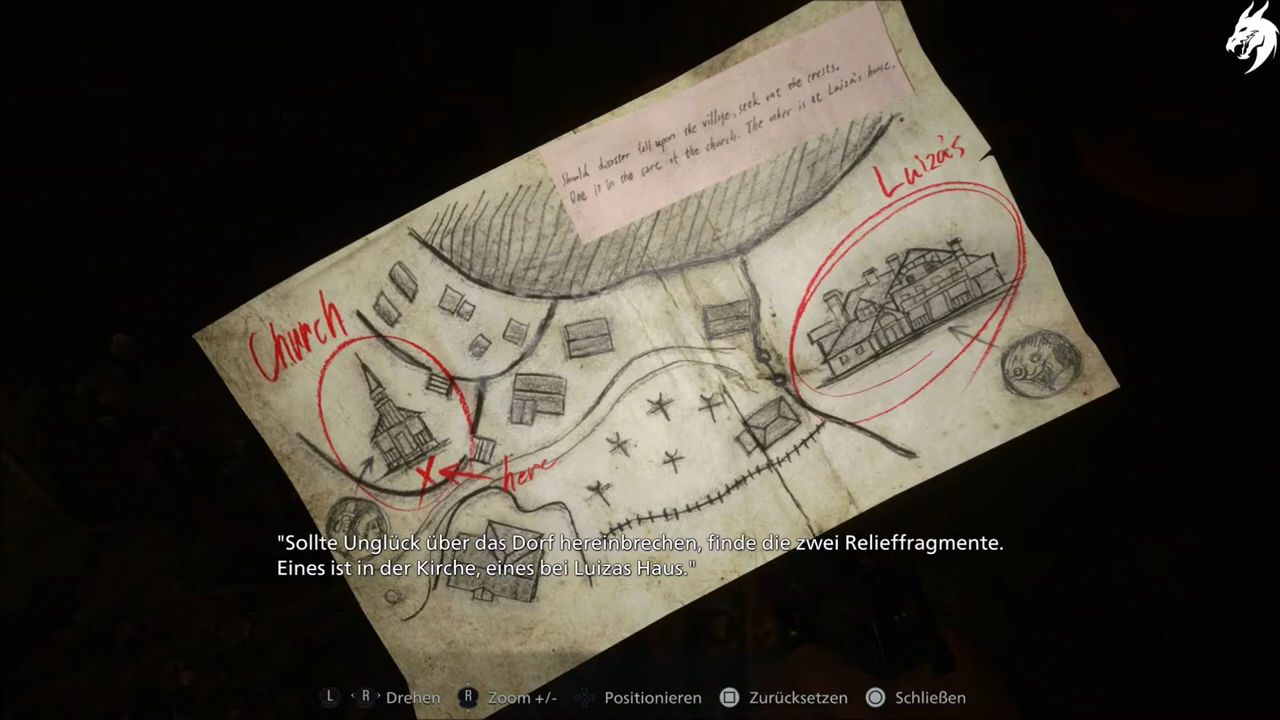 Should disaster fall upon the village, seek out the crests.
One is in the care of the church. The other is at Luiza's house.
Luiza's
Church
X
here
"Sollte Unglück über das Dorf hereinbrechen, finde die zwei Relieffragmente.
Eines ist in der Kirche, eines bei Luizas Haus."
L R Drehen R Zoom +/- Positionieren Zurücksetzen Schließen